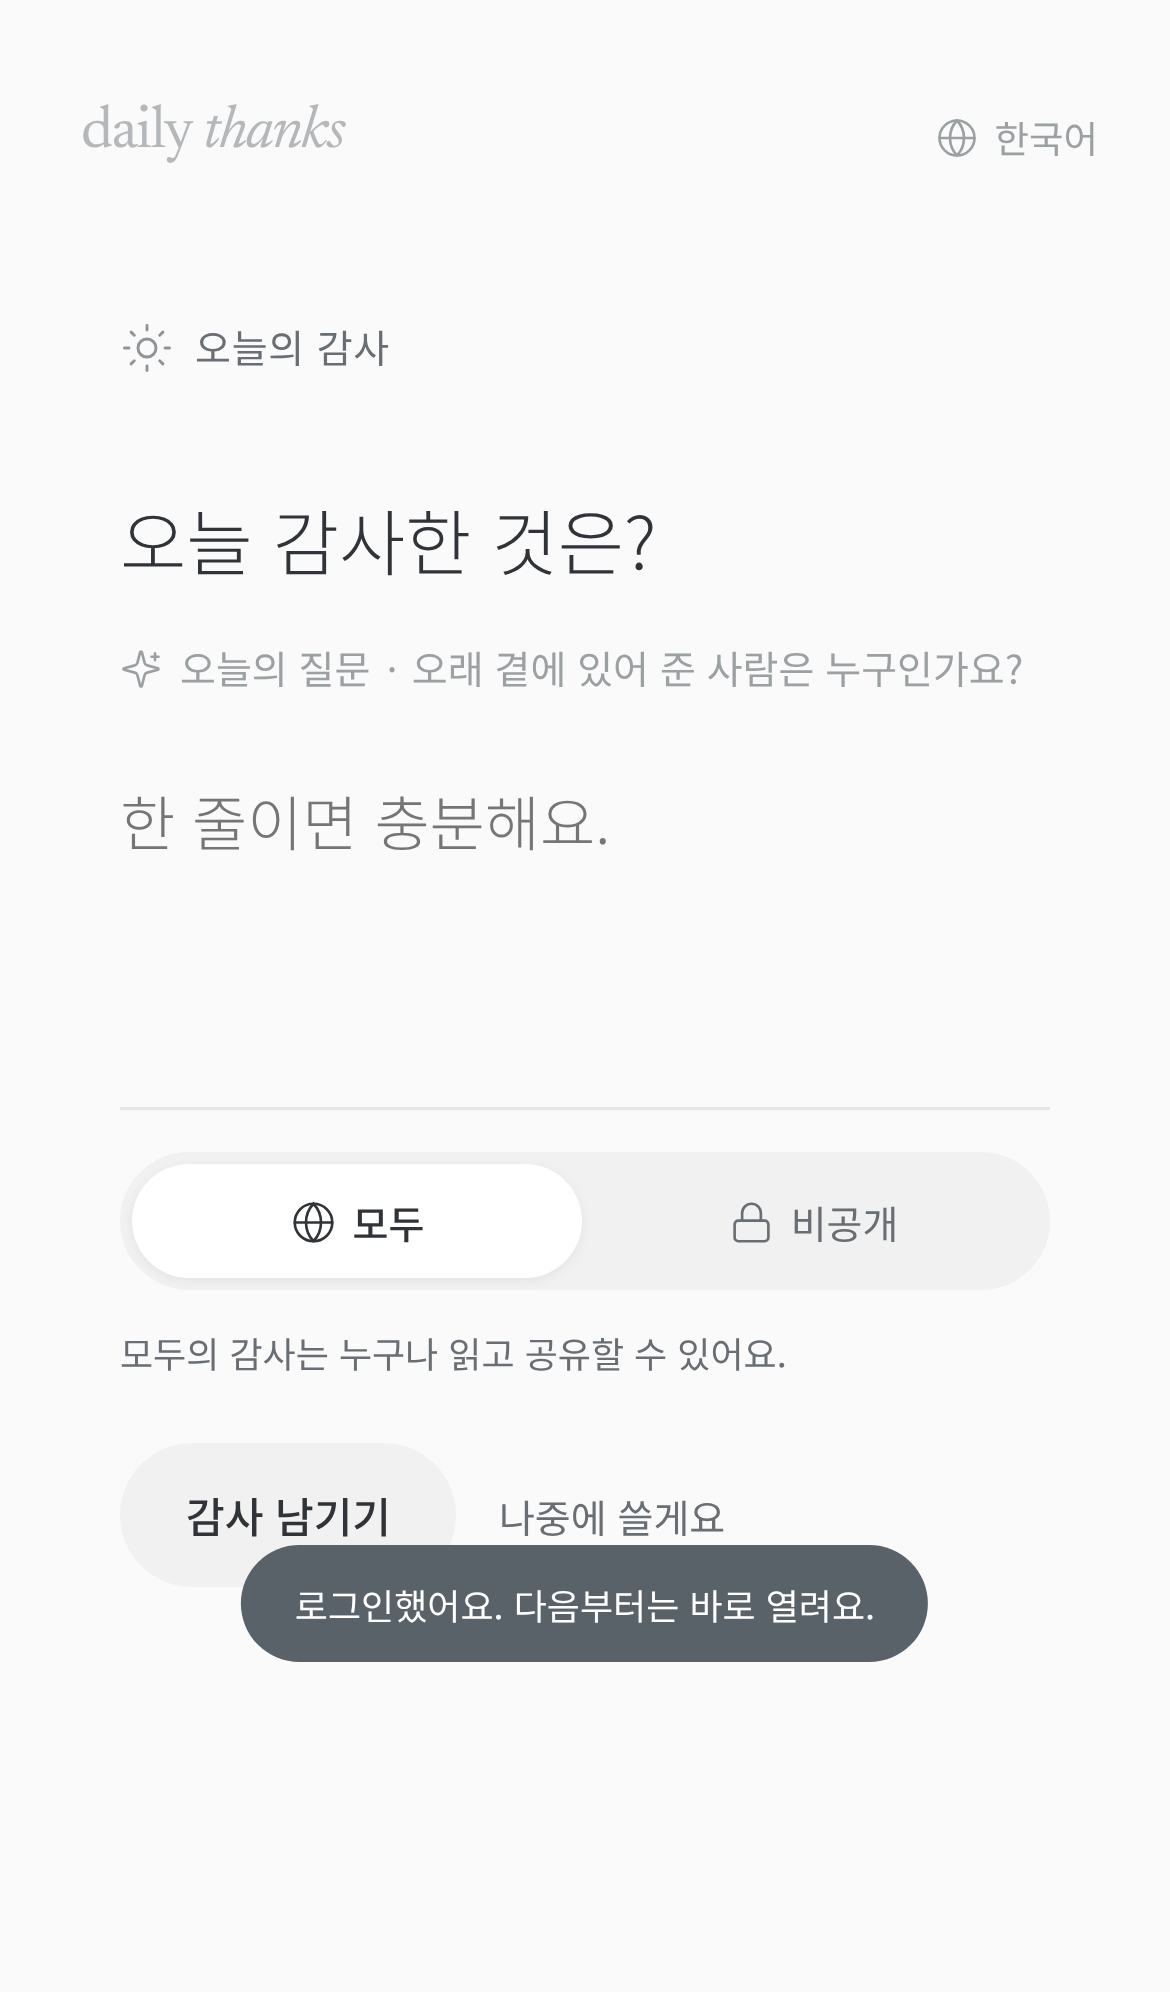 daily thanks
한국어
오늘의 감사
오늘 감사한 것은?
오늘의 질문 · 오래 곁에 있어 준 사람은 누구인가요?
한 줄이면 충분해요.
모두
비공개
모두의 감사는 누구나 읽고 공유할 수 있어요.
감사 남기기
나중에 쓸게요
로그인했어요. 다음부터는 바로 열려요.